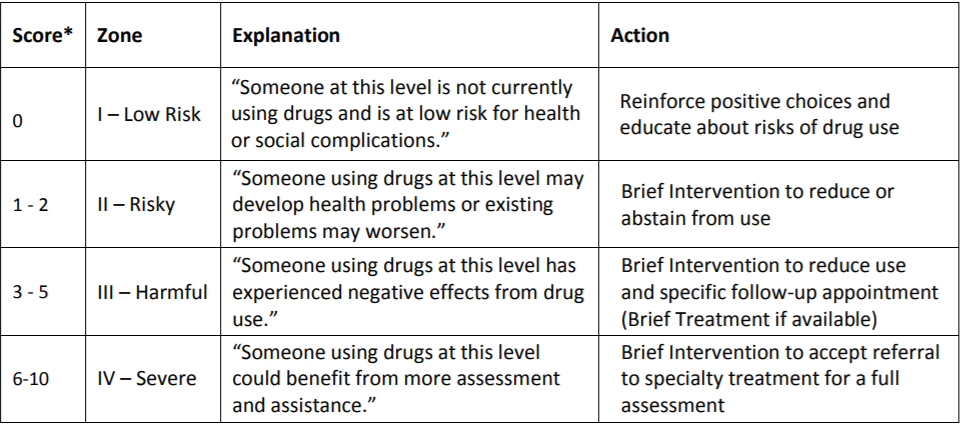 Score* Zone Explanation Action
0 I – Low Risk “Someone at this level is not currently using drugs and is at low risk for health or social complications.” Reinforce positive choices and educate about risks of drug use
1 - 2 II – Risky “Someone using drugs at this level may develop health problems or existing problems may worsen.” Brief Intervention to reduce or abstain from use
3 - 5 III – Harmful “Someone using drugs at this level has experienced negative effects from drug use.” Brief Intervention to reduce use and specific follow-up appointment (Brief Treatment if available)
6-10 IV – Severe “Someone using drugs at this level could benefit from more assessment and assistance.” Brief Intervention to accept referral to specialty treatment for a full assessment